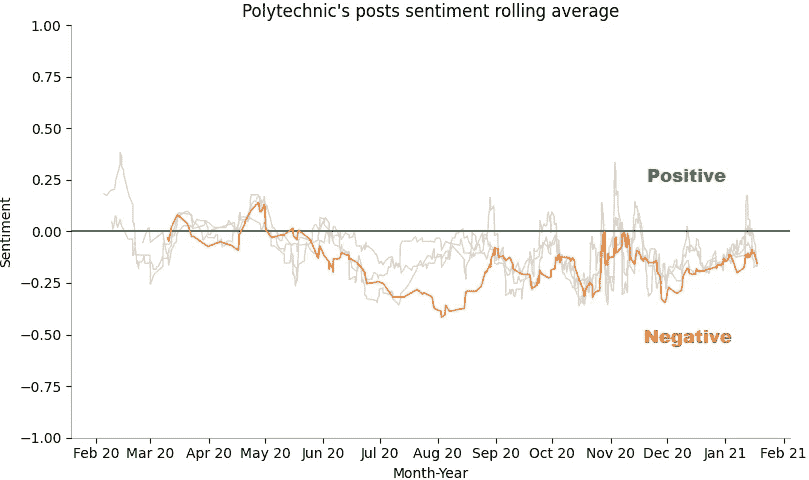 Polytechnic's posts sentiment rolling average
1.00
0.75
0.50
0.25
0.00
−0.25
−0.50
−0.75
−1.00
Sentiment
Positive
Negative
Feb 20 Mar 20 Apr 20 May 20 Jun 20 Jul 20 Aug 20 Sep 20 Oct 20 Nov 20 Dec 20 Jan 21 Feb 21
Month-Year